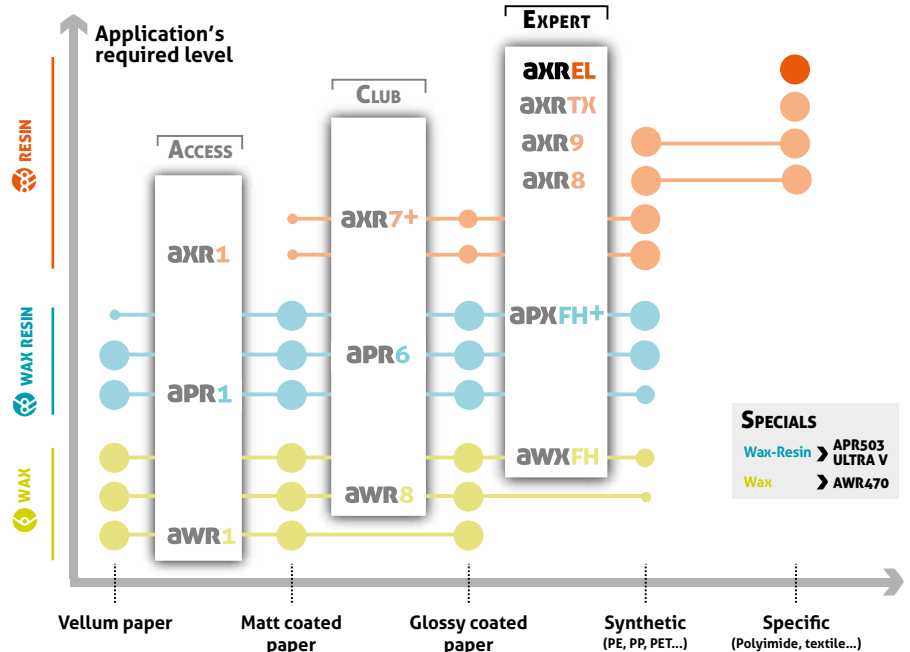 Application's
required level
EXPERT
CLUB
ACCESS
RESIN
WAX RESIN
WAX
aXREL
aXRTX
aXR9
aXR8
aXR7+
aXR1
aPXFH+
aPR6
aPR1
aWXFH
aWR8
aWR1
SPECIALS
Wax-Resin > APR503
ULTRA V
Wax > AWR470
Vellum paper
Matt coated
paper
Glossy coated
paper
Synthetic
(PE, PP, PET...)
Specific
(Polyimide, textile...)